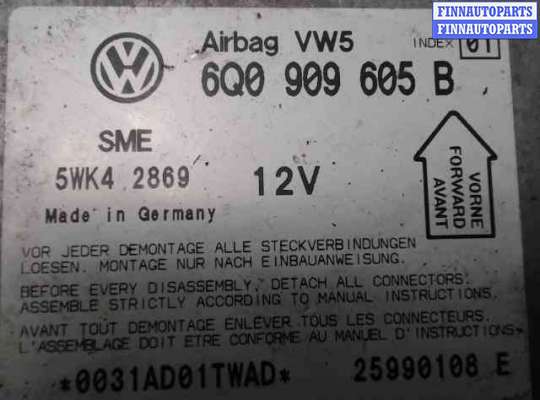 FINNAUTOPARTS
FINNAUTOPARTS
Airbag VW5 INDEX 01
6Q0 909 605 B
SME
5WK4 2869 12V
Made in Germany
VORNE
FORWARD
AVANT
VOR JEDER DEMONTAGE ALLE STECKVERBINDUNGEN
LOESEN. MONTAGE NUR NACH EINBAUANWEISUNG.
BEFORE EVERY DISASSEMBLY, DETACH ALL CONNECTORS.
ASSEMBLE STRICTLY ACCORDING TO MANUAL INSTRUCTIONS.
AVANT TOUT DEMONTAGE ENLEVER TOUS LES CONNECTEURS.
L'ASSEMBLAGE DOIT ETRE CONFORME AU MANUEL D'INSTRUCTIONS
*0031AD01TWAD* 25990108 E